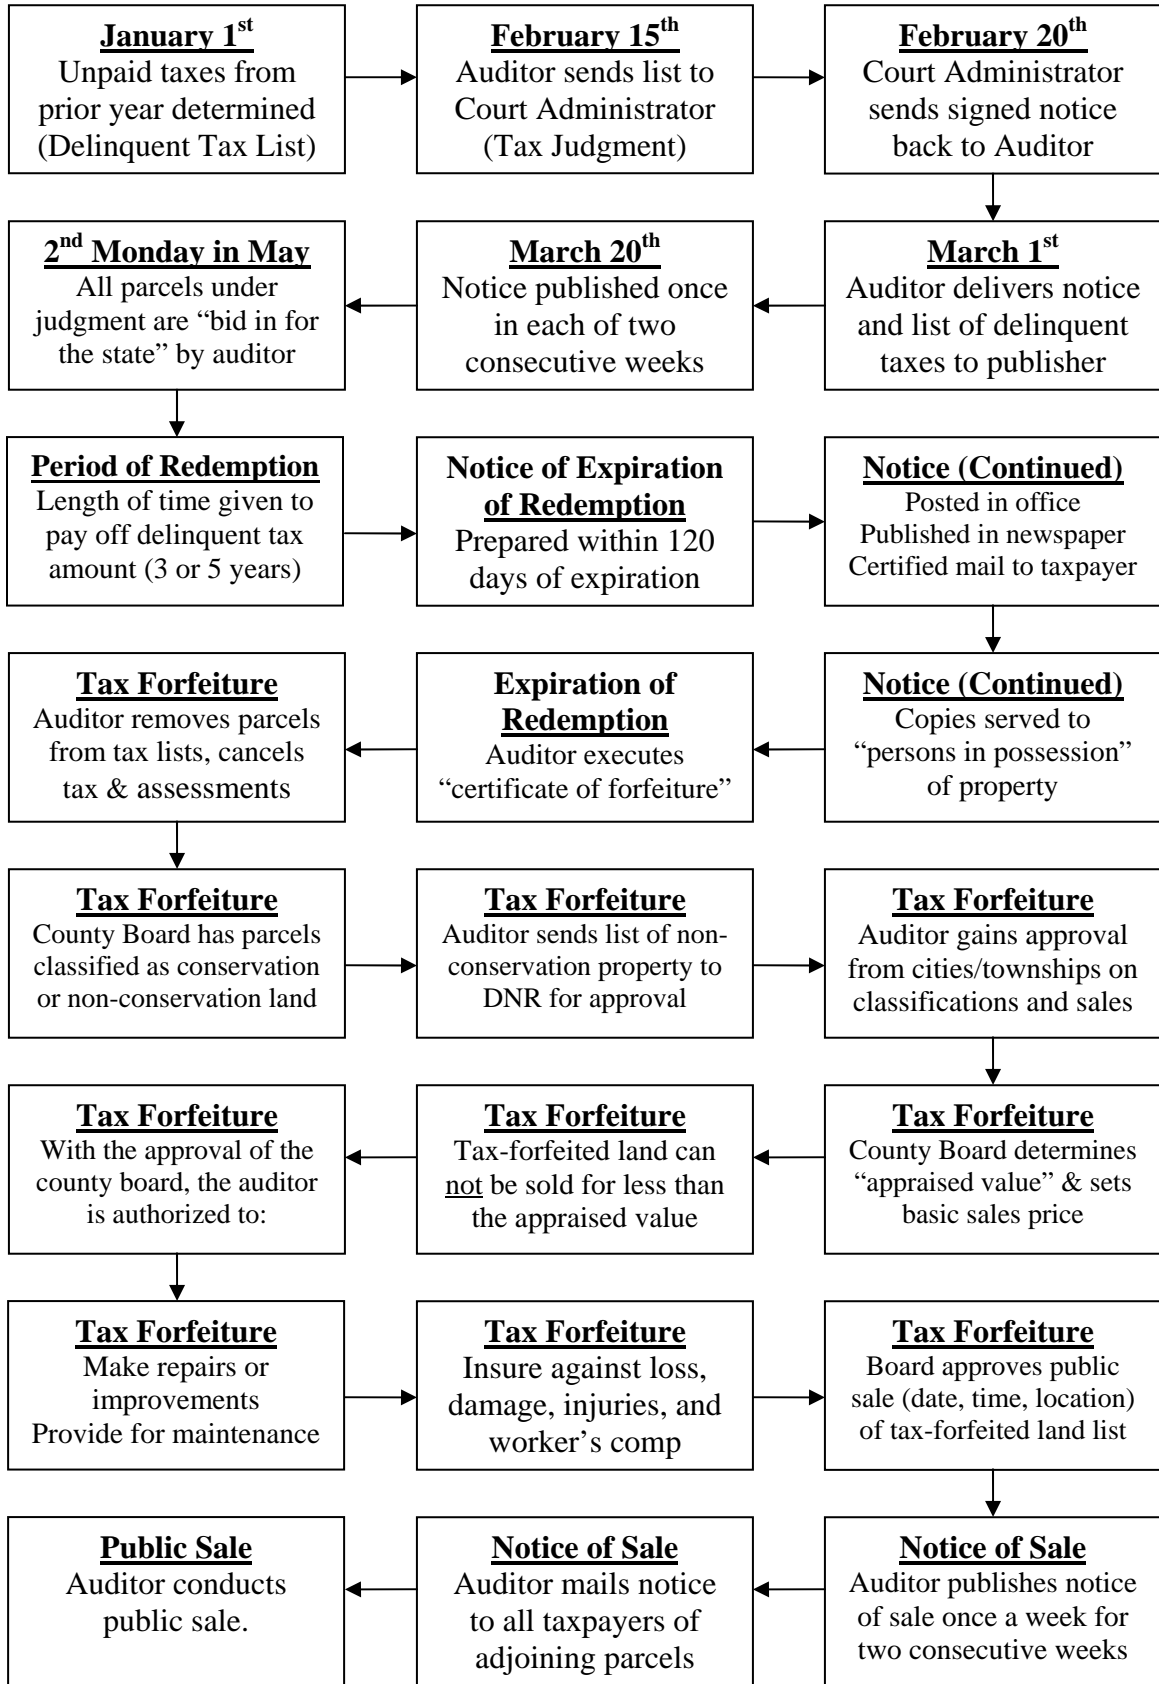 January 1st
Unpaid taxes from
prior year determined
(Delinquent Tax List)
February 15th
Auditor sends list to
Court Administrator
(Tax Judgment)
February 20th
Court Administrator
sends signed notice
back to Auditor
March 1st
Auditor delivers notice
and list of delinquent
taxes to publisher
March 20th
Notice published once
in each of two
consecutive weeks
2nd Monday in May
All parcels under
judgment are “bid in for
the state” by auditor
Period of Redemption
Length of time given to
pay off delinquent tax
amount (3 or 5 years)
Notice of Expiration
of Redemption
Prepared within 120
days of expiration
Notice (Continued)
Posted in office
Published in newspaper
Certified mail to taxpayer
Notice (Continued)
Copies served to
“persons in possession”
of property
Expiration of
Redemption
Auditor executes
“certificate of forfeiture”
Tax Forfeiture
Auditor removes parcels
from tax lists, cancels
tax & assessments
Tax Forfeiture
County Board has parcels
classified as conservation
or non-conservation land
Tax Forfeiture
Auditor sends list of non-
conservation property to
DNR for approval
Tax Forfeiture
Auditor gains approval
from cities/townships on
classifications and sales
Tax Forfeiture
County Board determines
“appraised value” & sets
basic sales price
Tax Forfeiture
Tax-forfeited land can
not be sold for less than
the appraised value
Tax Forfeiture
With the approval of the
county board, the auditor
is authorized to:
Tax Forfeiture
Make repairs or
improvements
Provide for maintenance
Tax Forfeiture
Insure against loss,
damage, injuries, and
worker’s comp
Tax Forfeiture
Board approves public
sale (date, time, location)
of tax-forfeited land list
Notice of Sale
Auditor publishes notice
of sale once a week for
two consecutive weeks
Notice of Sale
Auditor mails notice
to all taxpayers of
adjoining parcels
Public Sale
Auditor conducts
public sale.